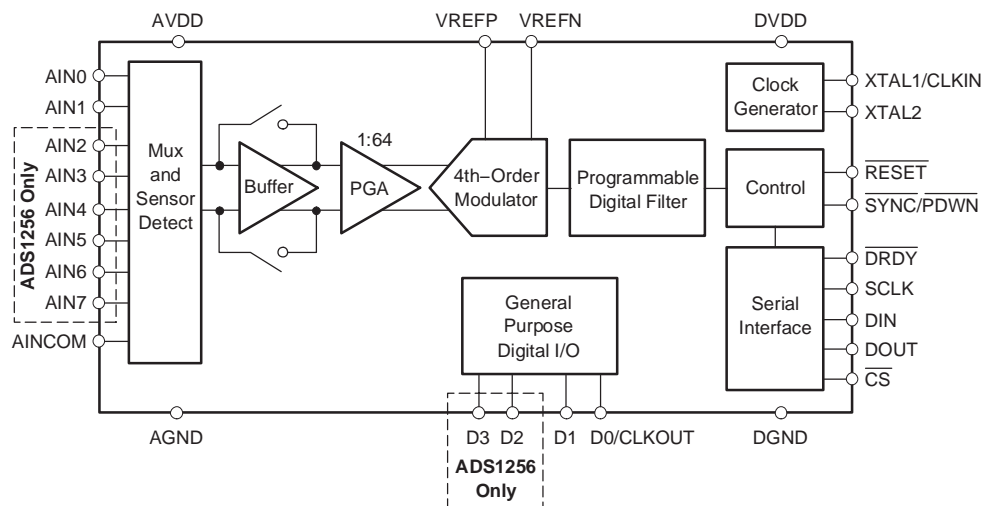 AVDD
VREFP
VREFN
DVDD
AIN0
AIN1
AIN2
AIN3
AIN4
AIN5
AIN6
AIN7
AINCOM
ADS1256 Only
Mux
and
Sensor
Detect
Buffer
1:64
PGA
4th–Order
Modulator
Programmable
Digital Filter
Clock
Generator
Control
Serial
Interface
General
Purpose
Digital I/O
XTAL1/CLKIN
XTAL2
RESET
SYNC/PDWN
DRDY
SCLK
DIN
DOUT
CS
AGND
D3
D2
D1
D0/CLKOUT
DGND
ADS1256
Only